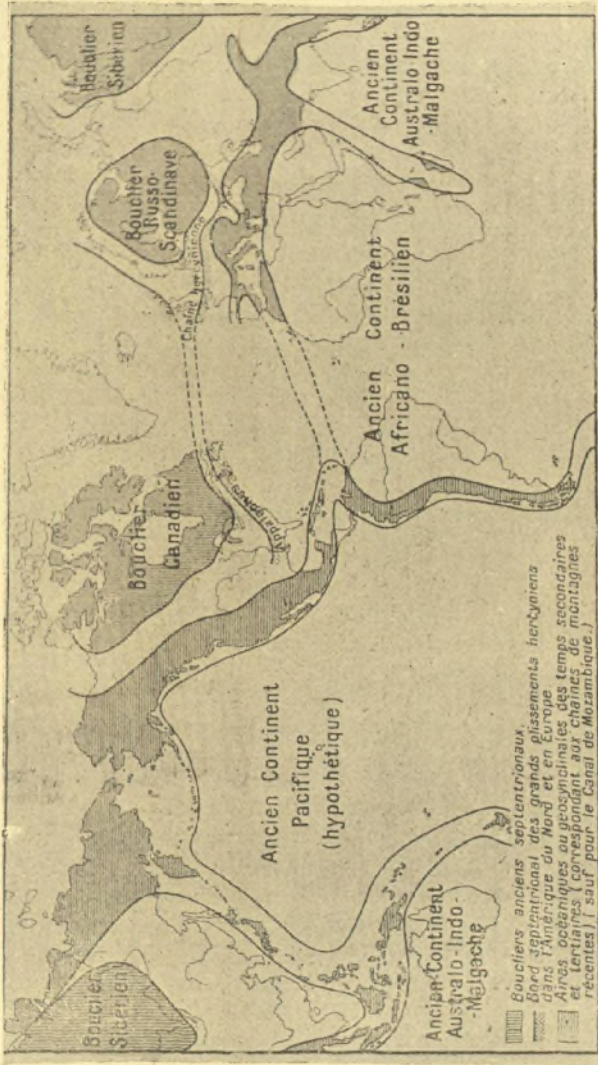 Bouclier
Sibérien
Bouclier
Canadien
Bouclier
Russo-
Scandinave
Bouclier
Sibérien
Chaîne hercynienne
Appalaches
Ancien Continent
Pacifique
(hypothétique)
Ancien Continent
Australo-Indo-
-Malgache
Ancien Continent
Africano - Brésilien
Ancien
Continent
Australo Indo
-Malgache
Boucliers anciens septentrionaux.
Bord septentrional des grands plissements hercyniens
dans l'Amérique du Nord et en Europe
Aires océaniques ou géosynclinales des temps secondaires
et tertiaires (correspondant aux chaînes de montagnes
récentes) (sauf pour le Canal de Mozambique.)